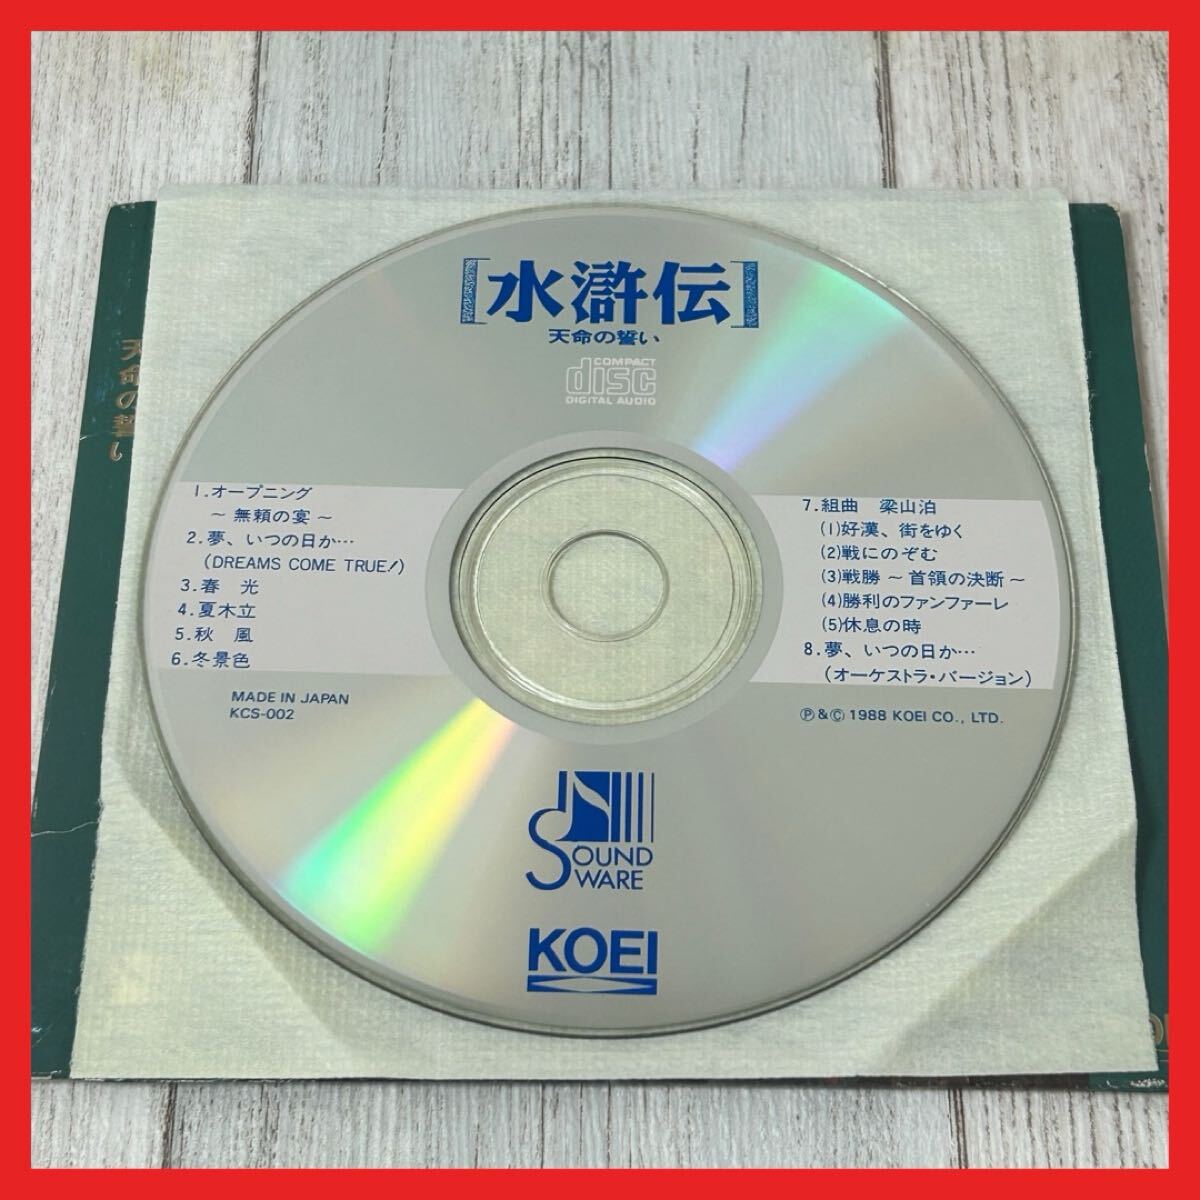 [水滸伝]
天命の誓い
COMPACT
disc
DIGITAL AUDIO
1.オープニング
～無頼の宴～
2.夢、いつの日か…
(DREAMS COME TRUE!)
3.春　光
4.夏木立
5.秋　風
6.冬景色
MADE IN JAPAN
KCS-002
7.組曲　梁山泊
(1)好漢、街をゆく
(2)戦にのぞむ
(3)戦勝～首領の決断～
(4)勝利のファンファーレ
(5)休息の時
8.夢、いつの日か…
(オーケストラ・バージョン)
Ⓟ&© 1988 KOEI CO., LTD.
SOUND
WARE
KOEI
天命の誓い